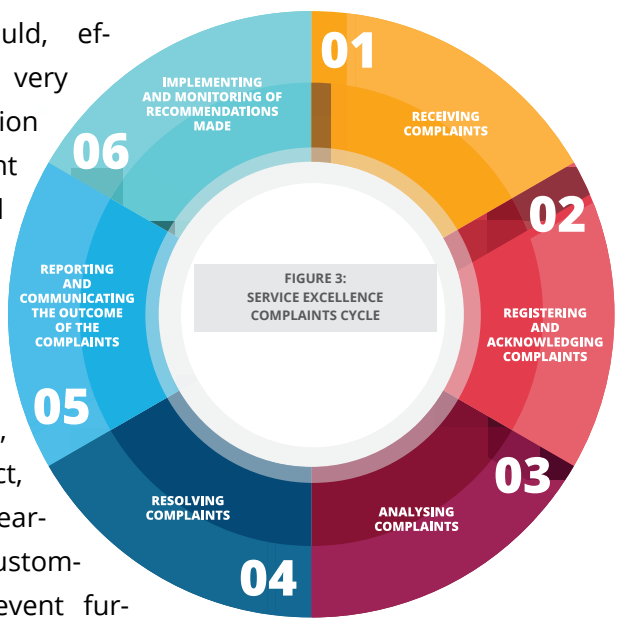 ould, ef-
very
tion
nt
,
ct,
ear-
ustom-
event fur-
01
RECEIVING
COMPLAINTS
02
REGISTERING
AND
ACKNOWLEDGING
COMPLAINTS
03
ANALYSING
COMPLAINTS
04
RESOLVING
COMPLAINTS
05
REPORTING
AND
COMMUNICATING
THE OUTCOME
OF THE
COMPLAINTS
06
IMPLEMENTING
AND MONITORING OF
RECOMMENDATIONS
MADE
FIGURE 3:
SERVICE EXCELLENCE
COMPLAINTS CYCLE